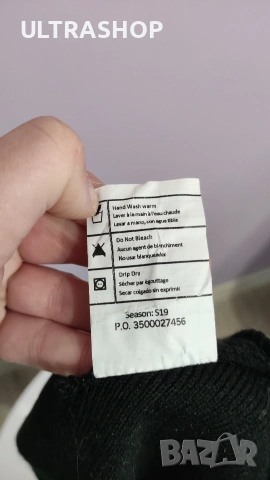 ULTRASHOP
Hand Wash warm
Laver à la main à l'eau chaude
Lavar a mano, con agua tibia
Do Not Bleach
Aucun agent de blanchiment
No use blanqueador
Drip Dry
Sécher par égouttage
Secar colgado sin exprimir
Season: S19
P.O. 3500027456
BAZAR